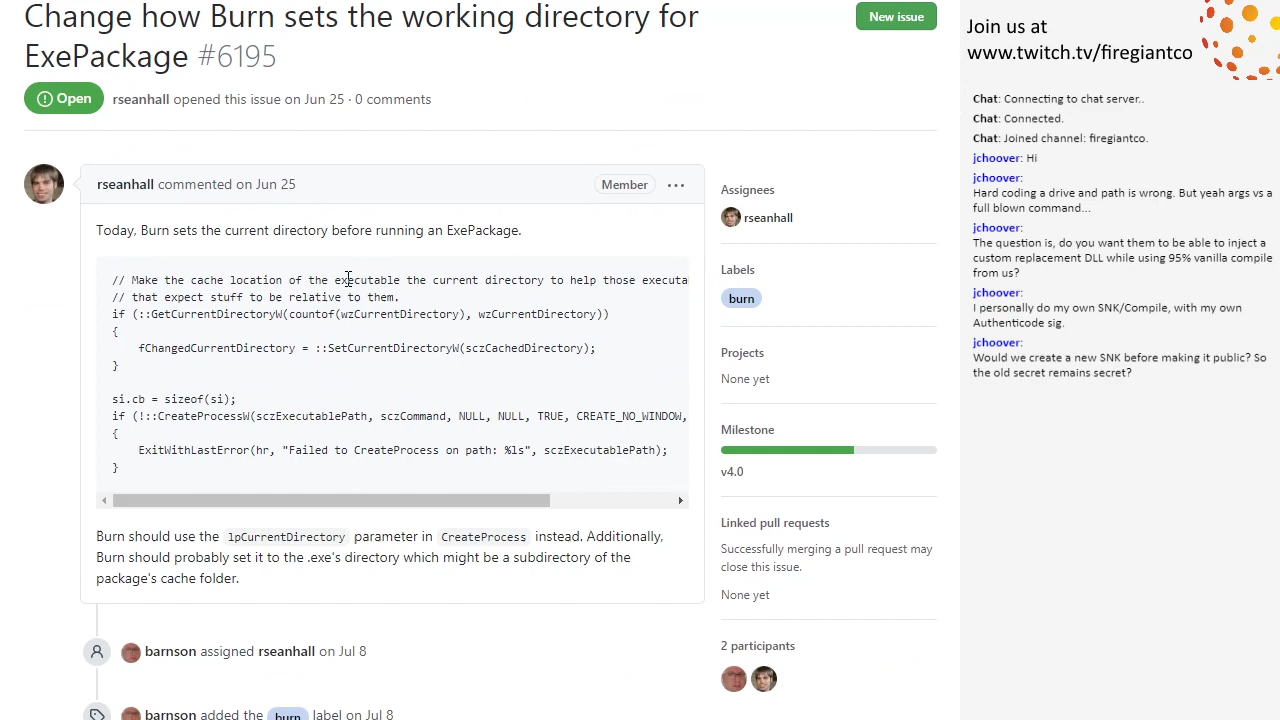 Change how Burn sets the working directory for
ExePackage #6195
New issue
Open
rseanhall opened this issue on Jun 25 · 0 comments
rseanhall commented on Jun 25
Member
Today, Burn sets the current directory before running an ExePackage.
// Make the cache location of the executable the current directory to help those executa
// that expect stuff to be relative to them.
if (::GetCurrentDirectoryW(countof(wzCurrentDirectory), wzCurrentDirectory))
{
fChangedCurrentDirectory = ::SetCurrentDirectoryW(sczCachedDirectory);
}
si.cb = sizeof(si);
if (!::CreateProcessW(sczExecutablePath, sczCommand, NULL, NULL, TRUE, CREATE_NO_WINDOW,
{
ExitWithLastError(hr, "Failed to CreateProcess on path: %ls", sczExecutablePath);
}
Burn should use the lpCurrentDirectory parameter in CreateProcess instead. Additionally,
Burn should probably set it to the .exe's directory which might be a subdirectory of the
package's cache folder.
barnson assigned rseanhall on Jul 8
barnson added the burn label on Jul 8
Assignees
rseanhall
Labels
burn
Projects
None yet
Milestone
v4.0
Linked pull requests
Successfully merging a pull request may
close this issue.
None yet
2 participants
Join us at
www.twitch.tv/firegiantco
Chat: Connecting to chat server..
Chat: Connected.
Chat: Joined channel: firegiantco.
jchoover: Hi
jchoover:
Hard coding a drive and path is wrong. But yeah args vs a
full blown command...
jchoover:
The question is, do you want them to be able to inject a
custom replacement DLL while using 95% vanilla compile
from us?
jchoover:
I personally do my own SNK/Compile, with my own
Authenticode sig.
jchoover:
Would we create a new SNK before making it public? So
the old secret remains secret?